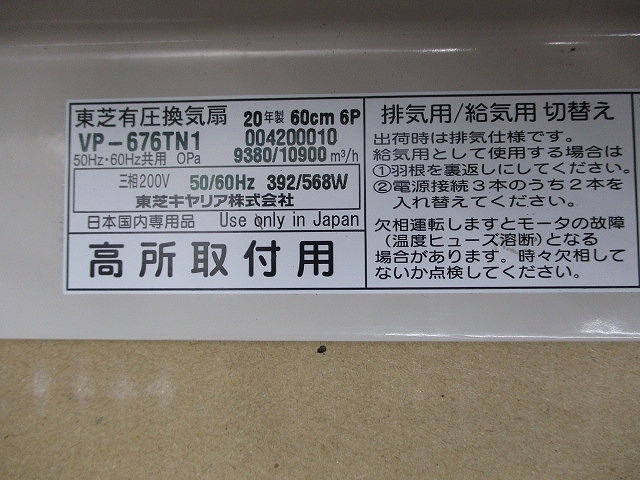 東芝有圧換気扇 20年製 60cm 6P
VP-676TN1 004200010
50Hz・60Hz共用 0Pa 9380/10900 m³/h
三相200V 50/60Hz 392/568W
東芝キヤリア株式会社
日本国内専用品 Use only in Japan
高所取付用
排気用/給気用 切替え
出荷時は排気仕様です。
給気用として使用する場合は
①羽根を裏返しにしてください。
②電源接続3本のうち2本を
入れ替えてください。
欠相運転しますとモータの故障
(温度ヒューズ溶断)となる
場合があります。時々欠相して
ないか点検してください。